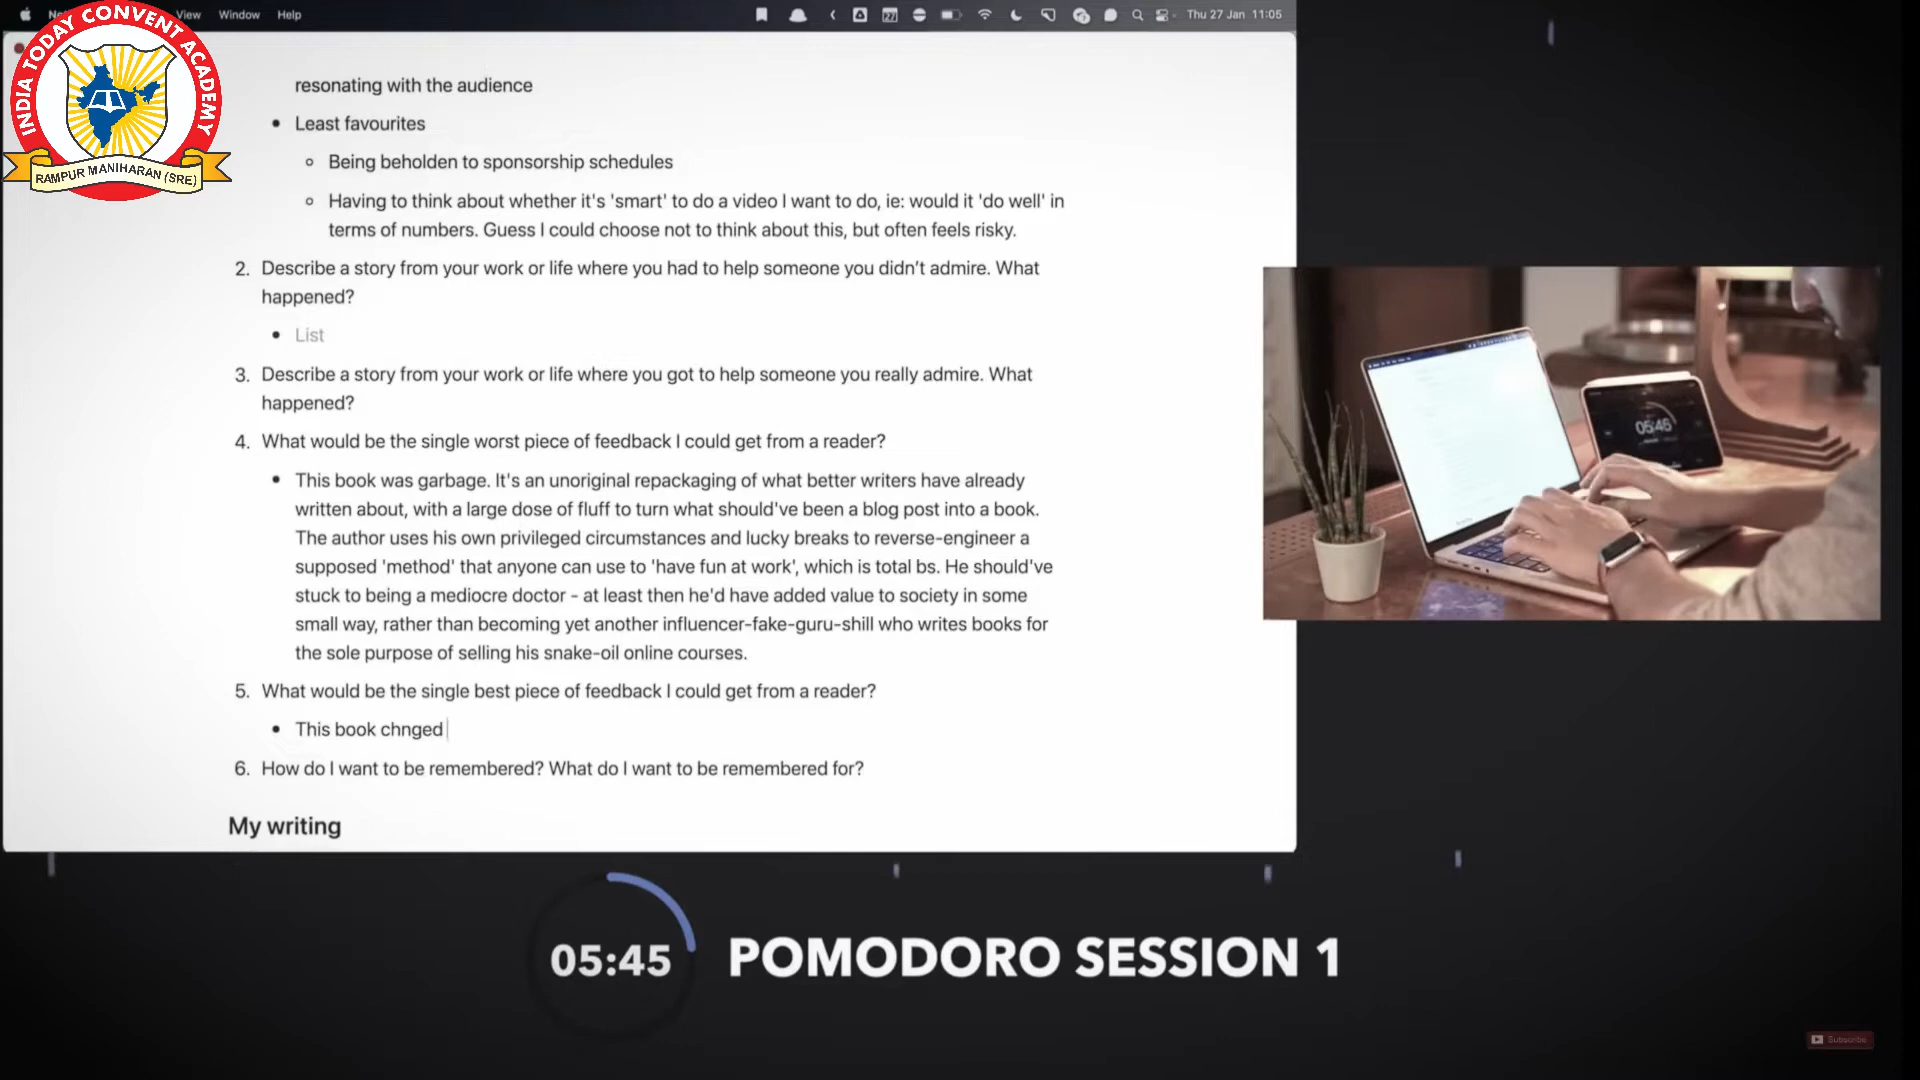 View Window Help
27
Thu 27 Jan 11:05
INDIA TODAY CONVENT ACADEMY
RAMPUR MANIHARAN (SRE)
resonating with the audience
• Least favourites
◦ Being beholden to sponsorship schedules
◦ Having to think about whether it's 'smart' to do a video I want to do, ie: would it 'do well' in
terms of numbers. Guess I could choose not to think about this, but often feels risky.
2. Describe a story from your work or life where you had to help someone you didn’t admire. What
happened?
• List
3. Describe a story from your work or life where you got to help someone you really admire. What
happened?
4. What would be the single worst piece of feedback I could get from a reader?
• This book was garbage. It's an unoriginal repackaging of what better writers have already
written about, with a large dose of fluff to turn what should've been a blog post into a book.
The author uses his own privileged circumstances and lucky breaks to reverse-engineer a
supposed 'method' that anyone can use to 'have fun at work', which is total bs. He should've
stuck to being a mediocre doctor - at least then he'd have added value to society in some
small way, rather than becoming yet another influencer-fake-guru-shill who writes books for
the sole purpose of selling his snake-oil online courses.
5. What would be the single best piece of feedback I could get from a reader?
• This book chnged
6. How do I want to be remembered? What do I want to be remembered for?
My writing
05:46
05:45
POMODORO SESSION 1
Subscribe